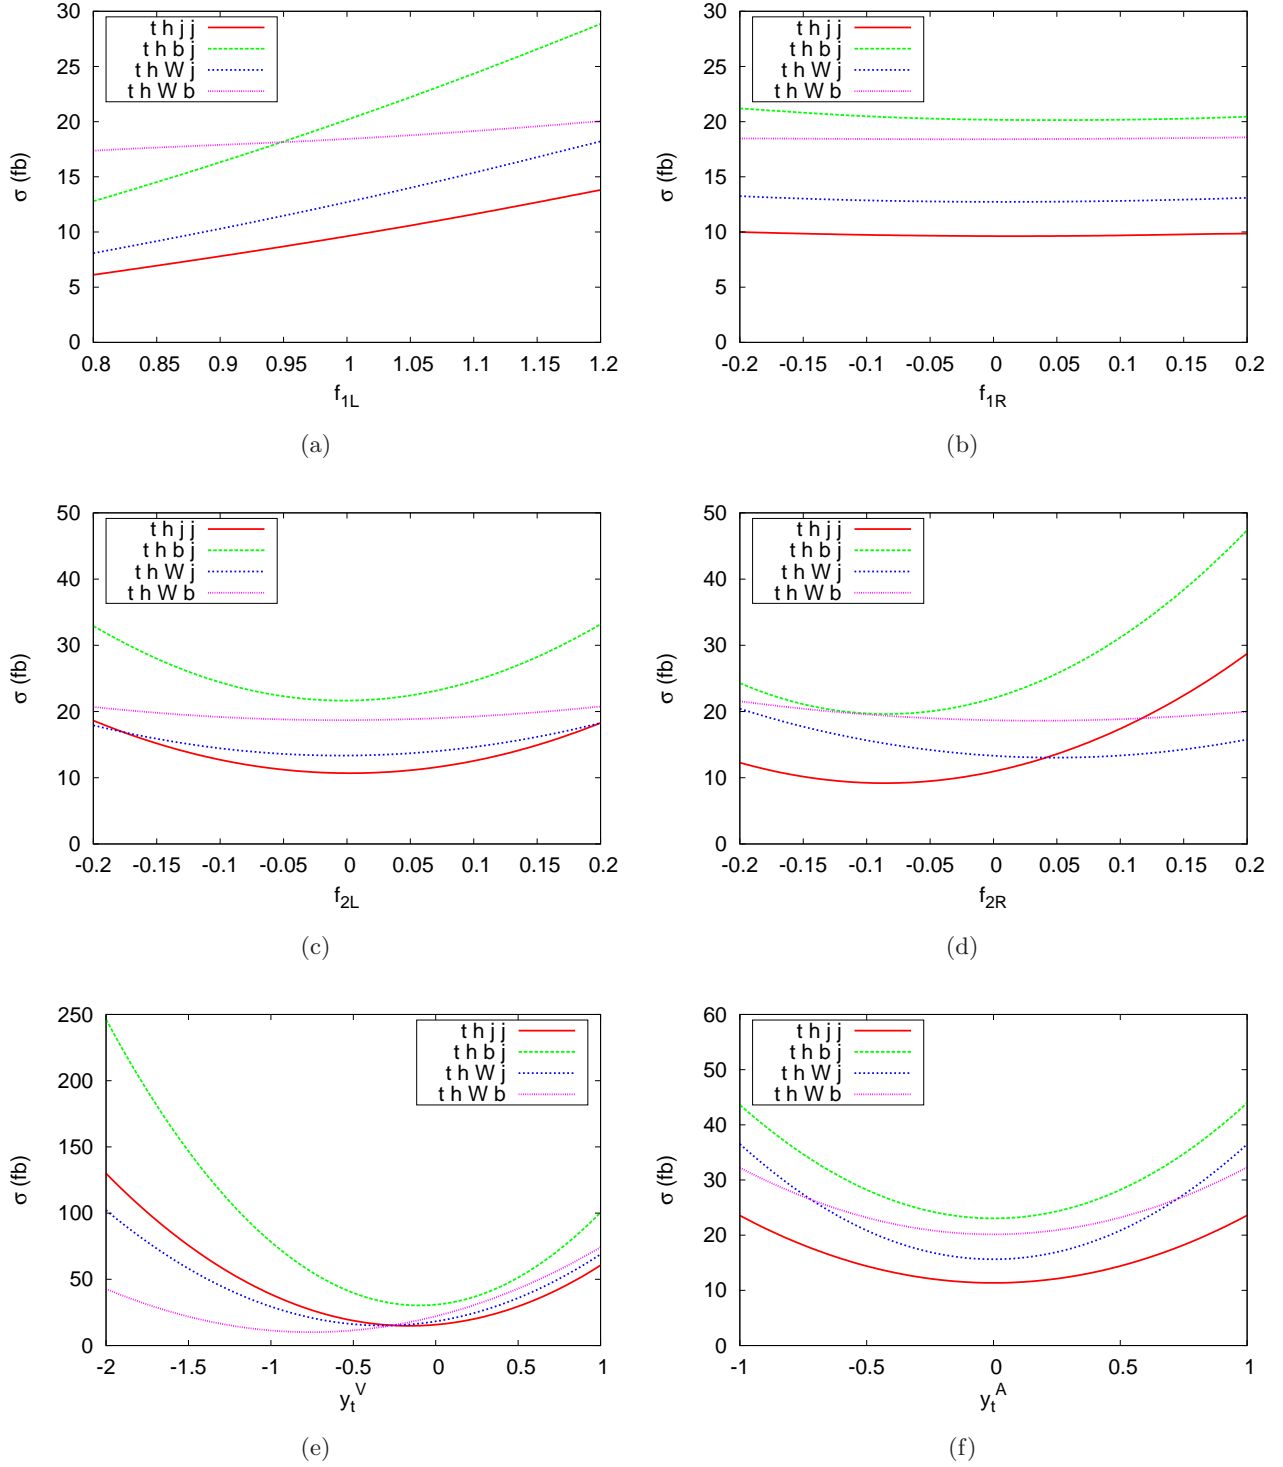 σ (fb)
30
25
20
15
10
5
0
t h j j
t h b j
t h W j
t h W b
0.8 0.85 0.9 0.95 1 1.05 1.1 1.15 1.2
f1L
(a)
σ (fb)
30
25
20
15
10
5
0
t h j j
t h b j
t h W j
t h W b
-0.2 -0.15 -0.1 -0.05 0 0.05 0.1 0.15 0.2
f1R
(b)
σ (fb)
50
40
30
20
10
0
t h j j
t h b j
t h W j
t h W b
-0.2 -0.15 -0.1 -0.05 0 0.05 0.1 0.15 0.2
f2L
(c)
σ (fb)
50
40
30
20
10
0
t h j j
t h b j
t h W j
t h W b
-0.2 -0.15 -0.1 -0.05 0 0.05 0.1 0.15 0.2
f2R
(d)
σ (fb)
250
200
150
100
50
0
t h j j
t h b j
t h W j
t h W b
-2 -1.5 -1 -0.5 0 0.5 1
ytV
(e)
σ (fb)
60
50
40
30
20
10
0
t h j j
t h b j
t h W j
t h W b
-1 -0.5 0 0.5 1
ytA
(f)